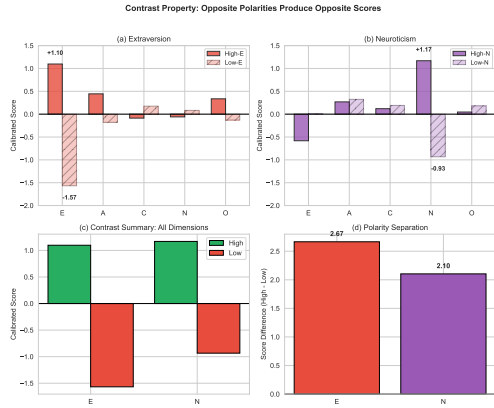 Contrast Property: Opposite Polarities Produce Opposite Scores
(a) Extraversion
Calibrated Score
1.5
1.0
0.5
0.0
−0.5
−1.0
−1.5
−2.0
+1.10
-1.57
High-E
Low-E
E A C N O
(b) Neuroticism
Calibrated Score
1.5
1.0
0.5
0.0
−0.5
−1.0
−1.5
−2.0
+1.17
-0.93
High-N
Low-N
E A C N O
(c) Contrast Summary: All Dimensions
Calibrated Score
1.0
0.5
0.0
−0.5
−1.0
−1.5
High
Low
E N
(d) Polarity Separation
Score Difference (High - Low)
2.5
2.0
1.5
1.0
0.5
0.0
2.67
2.10
E N